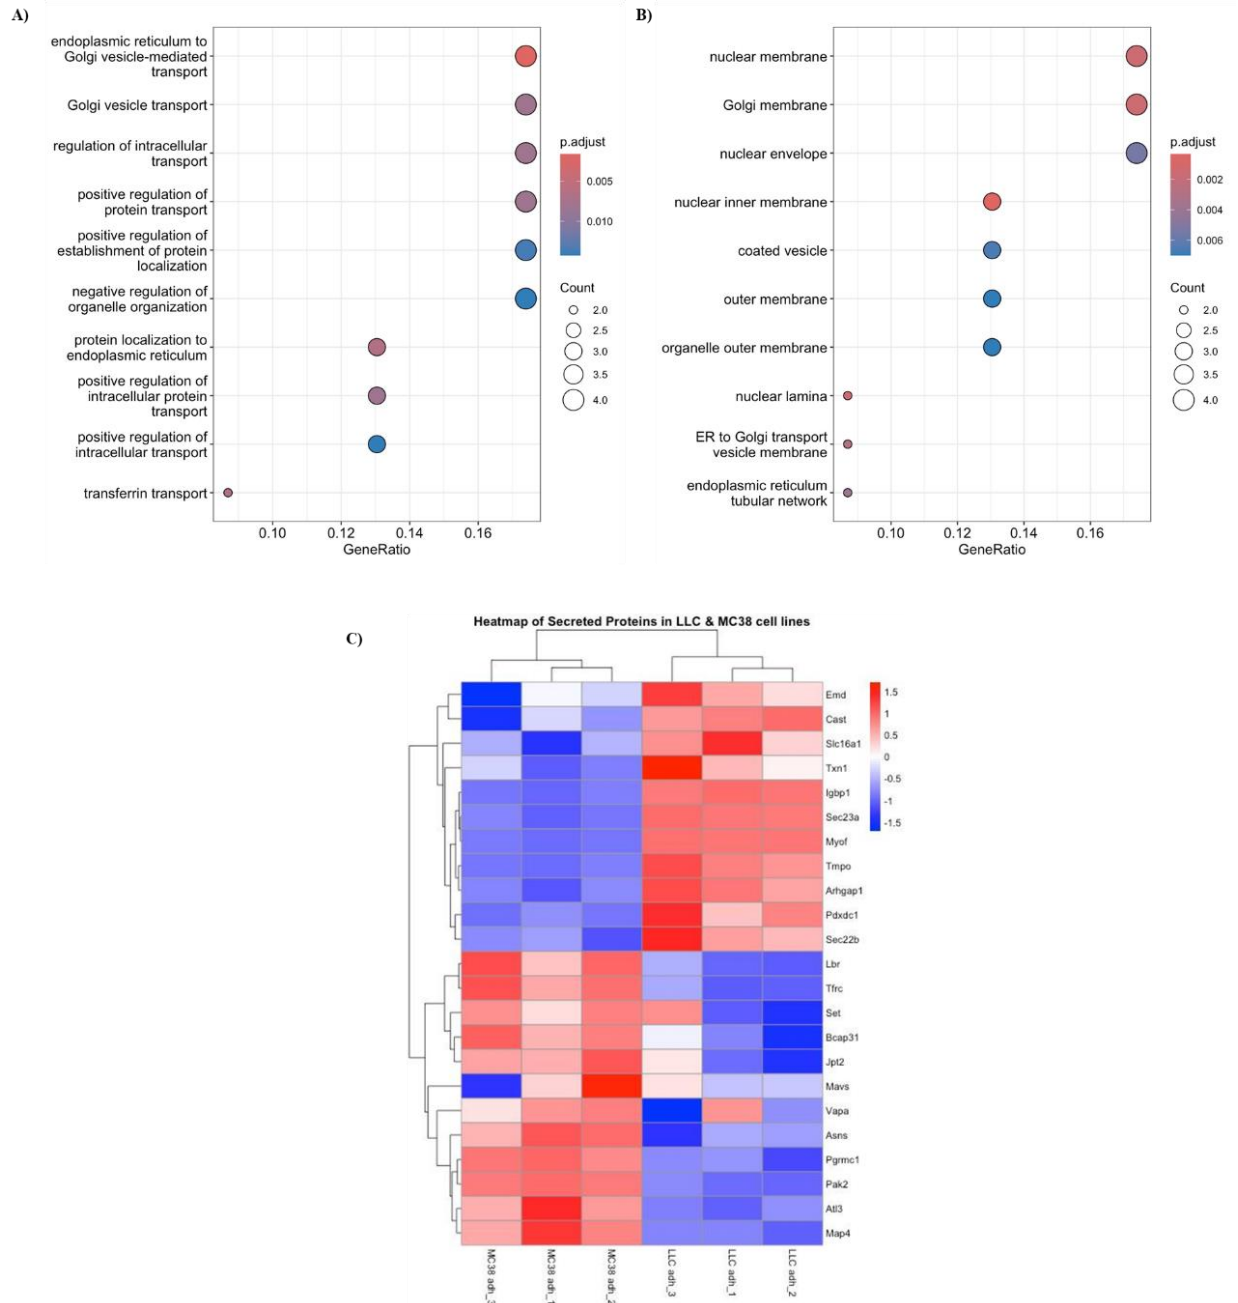 A)
endoplasmic reticulum to
Golgi vesicle-mediated
transport
Golgi vesicle transport
regulation of intracellular
transport
positive regulation of
protein transport
positive regulation of
establishment of protein
localization
negative regulation of
organelle organization
protein localization to
endoplasmic reticulum
positive regulation of
intracellular protein
transport
positive regulation of
intracellular transport
transferrin transport
0.10 0.12 0.14 0.16
GeneRatio
p.adjust
0.005
0.010
Count
2.0
2.5
3.0
3.5
4.0
B)
nuclear membrane
Golgi membrane
nuclear envelope
nuclear inner membrane
coated vesicle
outer membrane
organelle outer membrane
nuclear lamina
ER to Golgi transport
vesicle membrane
endoplasmic reticulum
tubular network
0.10 0.12 0.14 0.16
GeneRatio
p.adjust
0.002
0.004
0.006
Count
2.0
2.5
3.0
3.5
4.0
C)
Heatmap of Secreted Proteins in LLC & MC38 cell lines
1.5
1
0.5
0
-0.5
-1
-1.5
Emd
Cast
Slc16a1
Txn1
Igbp1
Sec23a
Myof
Tmpo
Arhgap1
Pdxdc1
Sec22b
Lbr
Tfrc
Set
Bcap31
Jpt2
Mavs
Vapa
Asns
Pgrmc1
Pak2
Atl3
Map4
MC38 adh_3
MC38 adh_1
MC38 adh_2
LLC adh_3
LLC adh_1
LLC adh_2